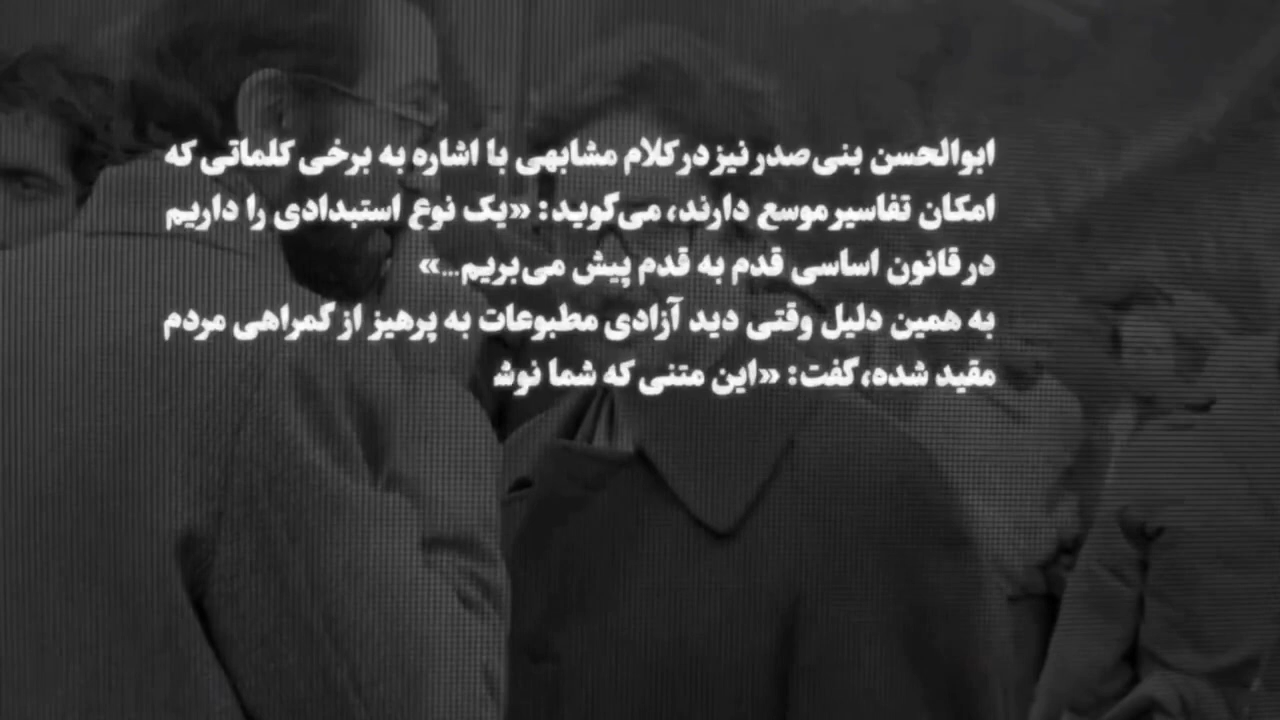 ابوالحسن بنی‌صدر نیز در کلام مشابهی با اشاره به برخی کلماتی که
امکان تفاسیر موسع دارند، می‌گوید: «یک نوع استبدادی را داریم
در قانون اساسی قدم به قدم پیش می‌بریم...»
به همین دلیل وقتی دید آزادی مطبوعات به پرهیز از گمراهی مردم
مقید شده، گفت: «این متنی که شما نوش